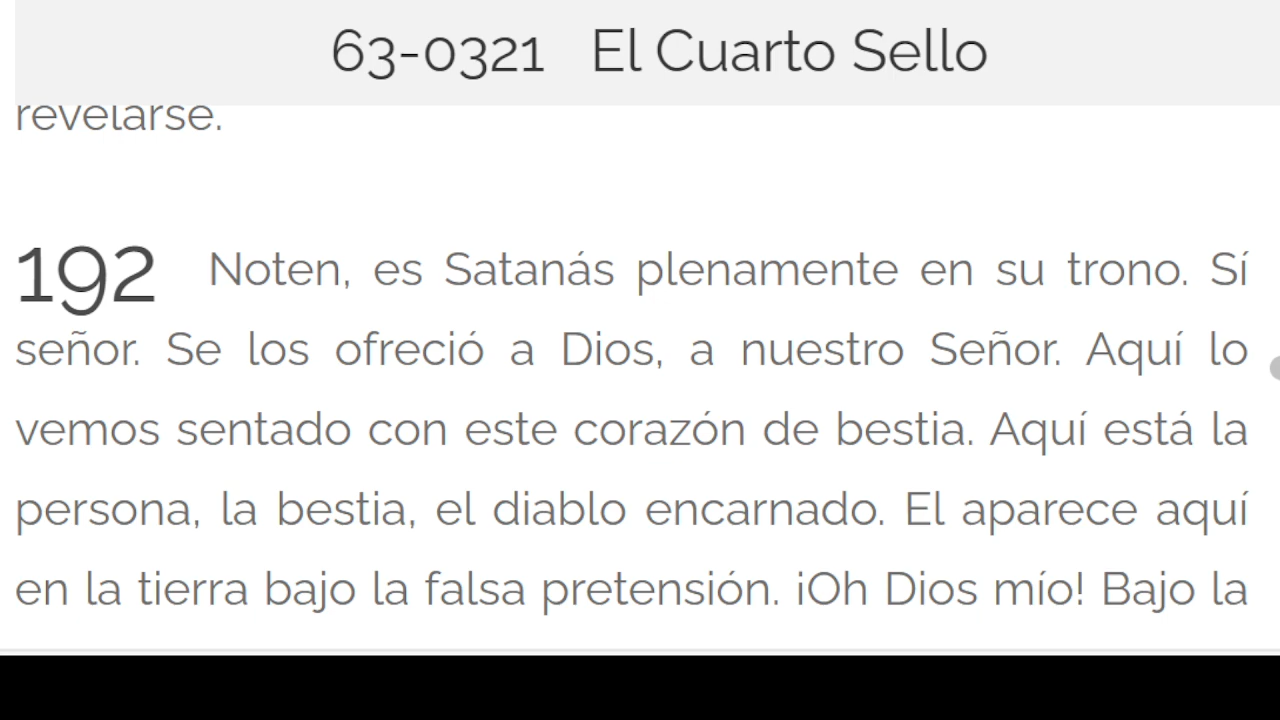 63-0321 El Cuarto Sello
revelarse.
192 Noten, es Satanás plenamente en su trono. Sí
señor. Se los ofreció a Dios, a nuestro Señor. Aquí lo
vemos sentado con este corazón de bestia. Aquí está la
persona, la bestia, el diablo encarnado. El aparece aquí
en la tierra bajo la falsa pretensión. ¡Oh Dios mío! Bajo la